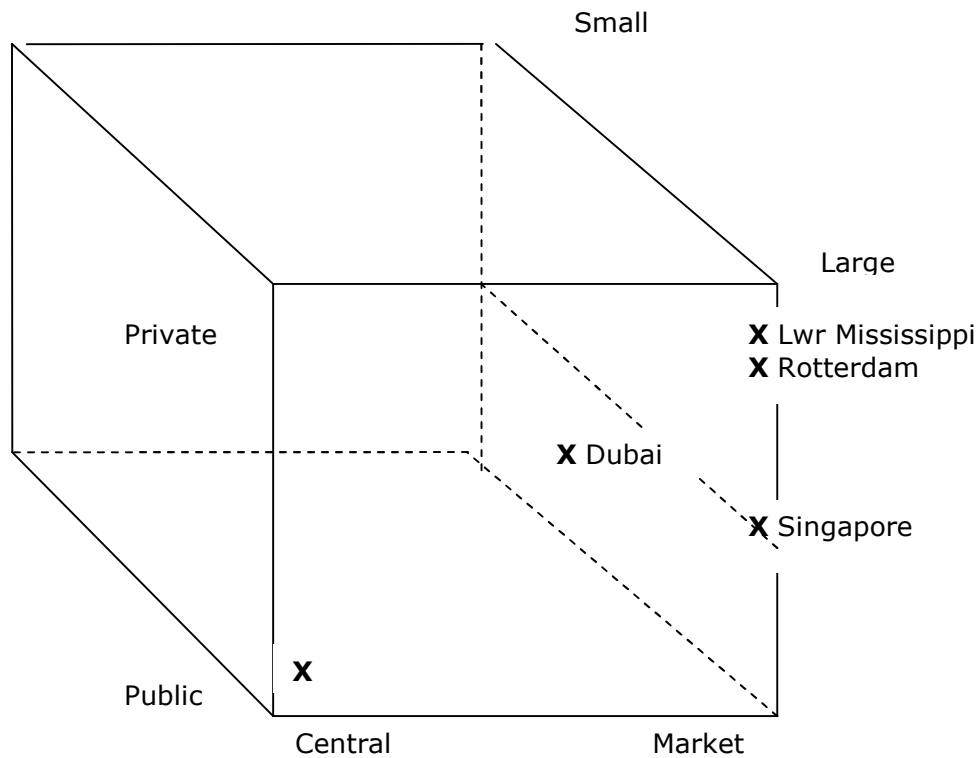 Small
Large
Private
X Lwr Mississippi
X Rotterdam
X Dubai
X Singapore
X
Public
Central Market